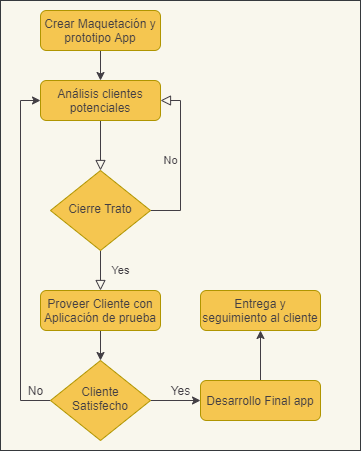 Crear Maquetación y
prototipo App
Análisis clientes
potenciales
No
Cierre Trato
Yes
Proveer Cliente con
Aplicación de prueba
Entrega y
seguimiento al cliente
No
Cliente
Satisfecho
Yes
Desarrollo Final app